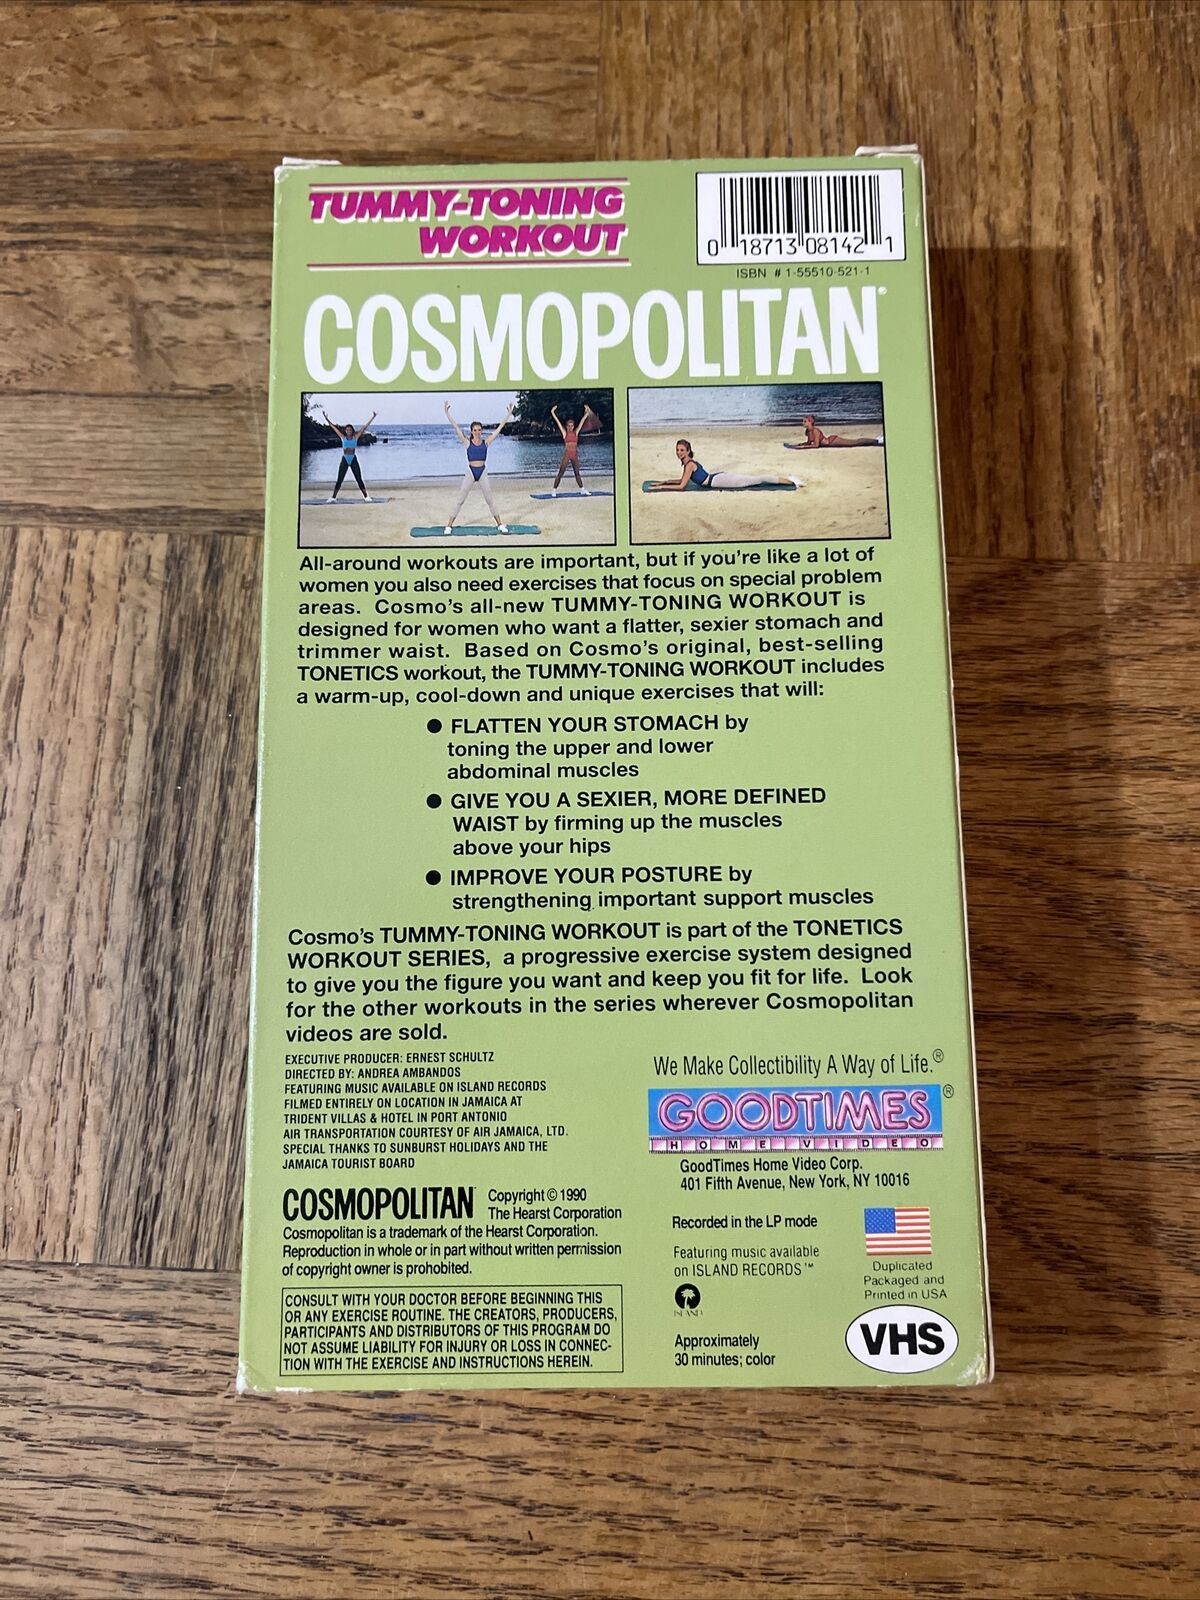 TUMMY-TONING
WORKOUT
0 18713 08142 1
ISBN # 1-55510-521-1
COSMOPOLITAN®
All-around workouts are important, but if you're like a lot of
women you also need exercises that focus on special problem
areas. Cosmo's all-new TUMMY-TONING WORKOUT is
designed for women who want a flatter, sexier stomach and
trimmer waist. Based on Cosmo's original, best-selling
TONETICS workout, the TUMMY-TONING WORKOUT includes
a warm-up, cool-down and unique exercises that will:
● FLATTEN YOUR STOMACH by
toning the upper and lower
abdominal muscles
● GIVE YOU A SEXIER, MORE DEFINED
WAIST by firming up the muscles
above your hips
● IMPROVE YOUR POSTURE by
strengthening important support muscles
Cosmo's TUMMY-TONING WORKOUT is part of the TONETICS
WORKOUT SERIES, a progressive exercise system designed
to give you the figure you want and keep you fit for life. Look
for the other workouts in the series wherever Cosmopolitan
videos are sold.
EXECUTIVE PRODUCER: ERNEST SCHULTZ
DIRECTED BY: ANDREA AMBANDOS
FEATURING MUSIC AVAILABLE ON ISLAND RECORDS
FILMED ENTIRELY ON LOCATION IN JAMAICA AT
TRIDENT VILLAS & HOTEL IN PORT ANTONIO
AIR TRANSPORTATION COURTESY OF AIR JAMAICA, LTD.
SPECIAL THANKS TO SUNBURST HOLIDAYS AND THE
JAMAICA TOURIST BOARD
COSMOPOLITAN Copyright © 1990
The Hearst Corporation
Cosmopolitan is a trademark of the Hearst Corporation.
Reproduction in whole or in part without written permission
of copyright owner is prohobited.
CONSULT WITH YOUR DOCTOR BEFORE BEGINNING THIS
OR ANY EXERCISE ROUTINE. THE CREATORS, PRODUCERS,
PARTICIPANTS AND DISTRIBUTORS OF THIS PROGRAM DO
NOT ASSUME LIABILITY FOR INJURY OR LOSS IN CONNEC-
TION WITH THE EXERCISE AND INSTRUCTIONS HEREIN.
We Make Collectibility A Way of Life.®
GOODTIMES®
HOME VIDEO
GoodTimes Home Video Corp.
401 Fifth Avenue, New York, NY 10016
Recorded in the LP mode
Featuring music available
on ISLAND RECORDS™
ISLAND
Approximately
30 minutes; color
Duplicated
Packaged and
Printed in USA
VHS